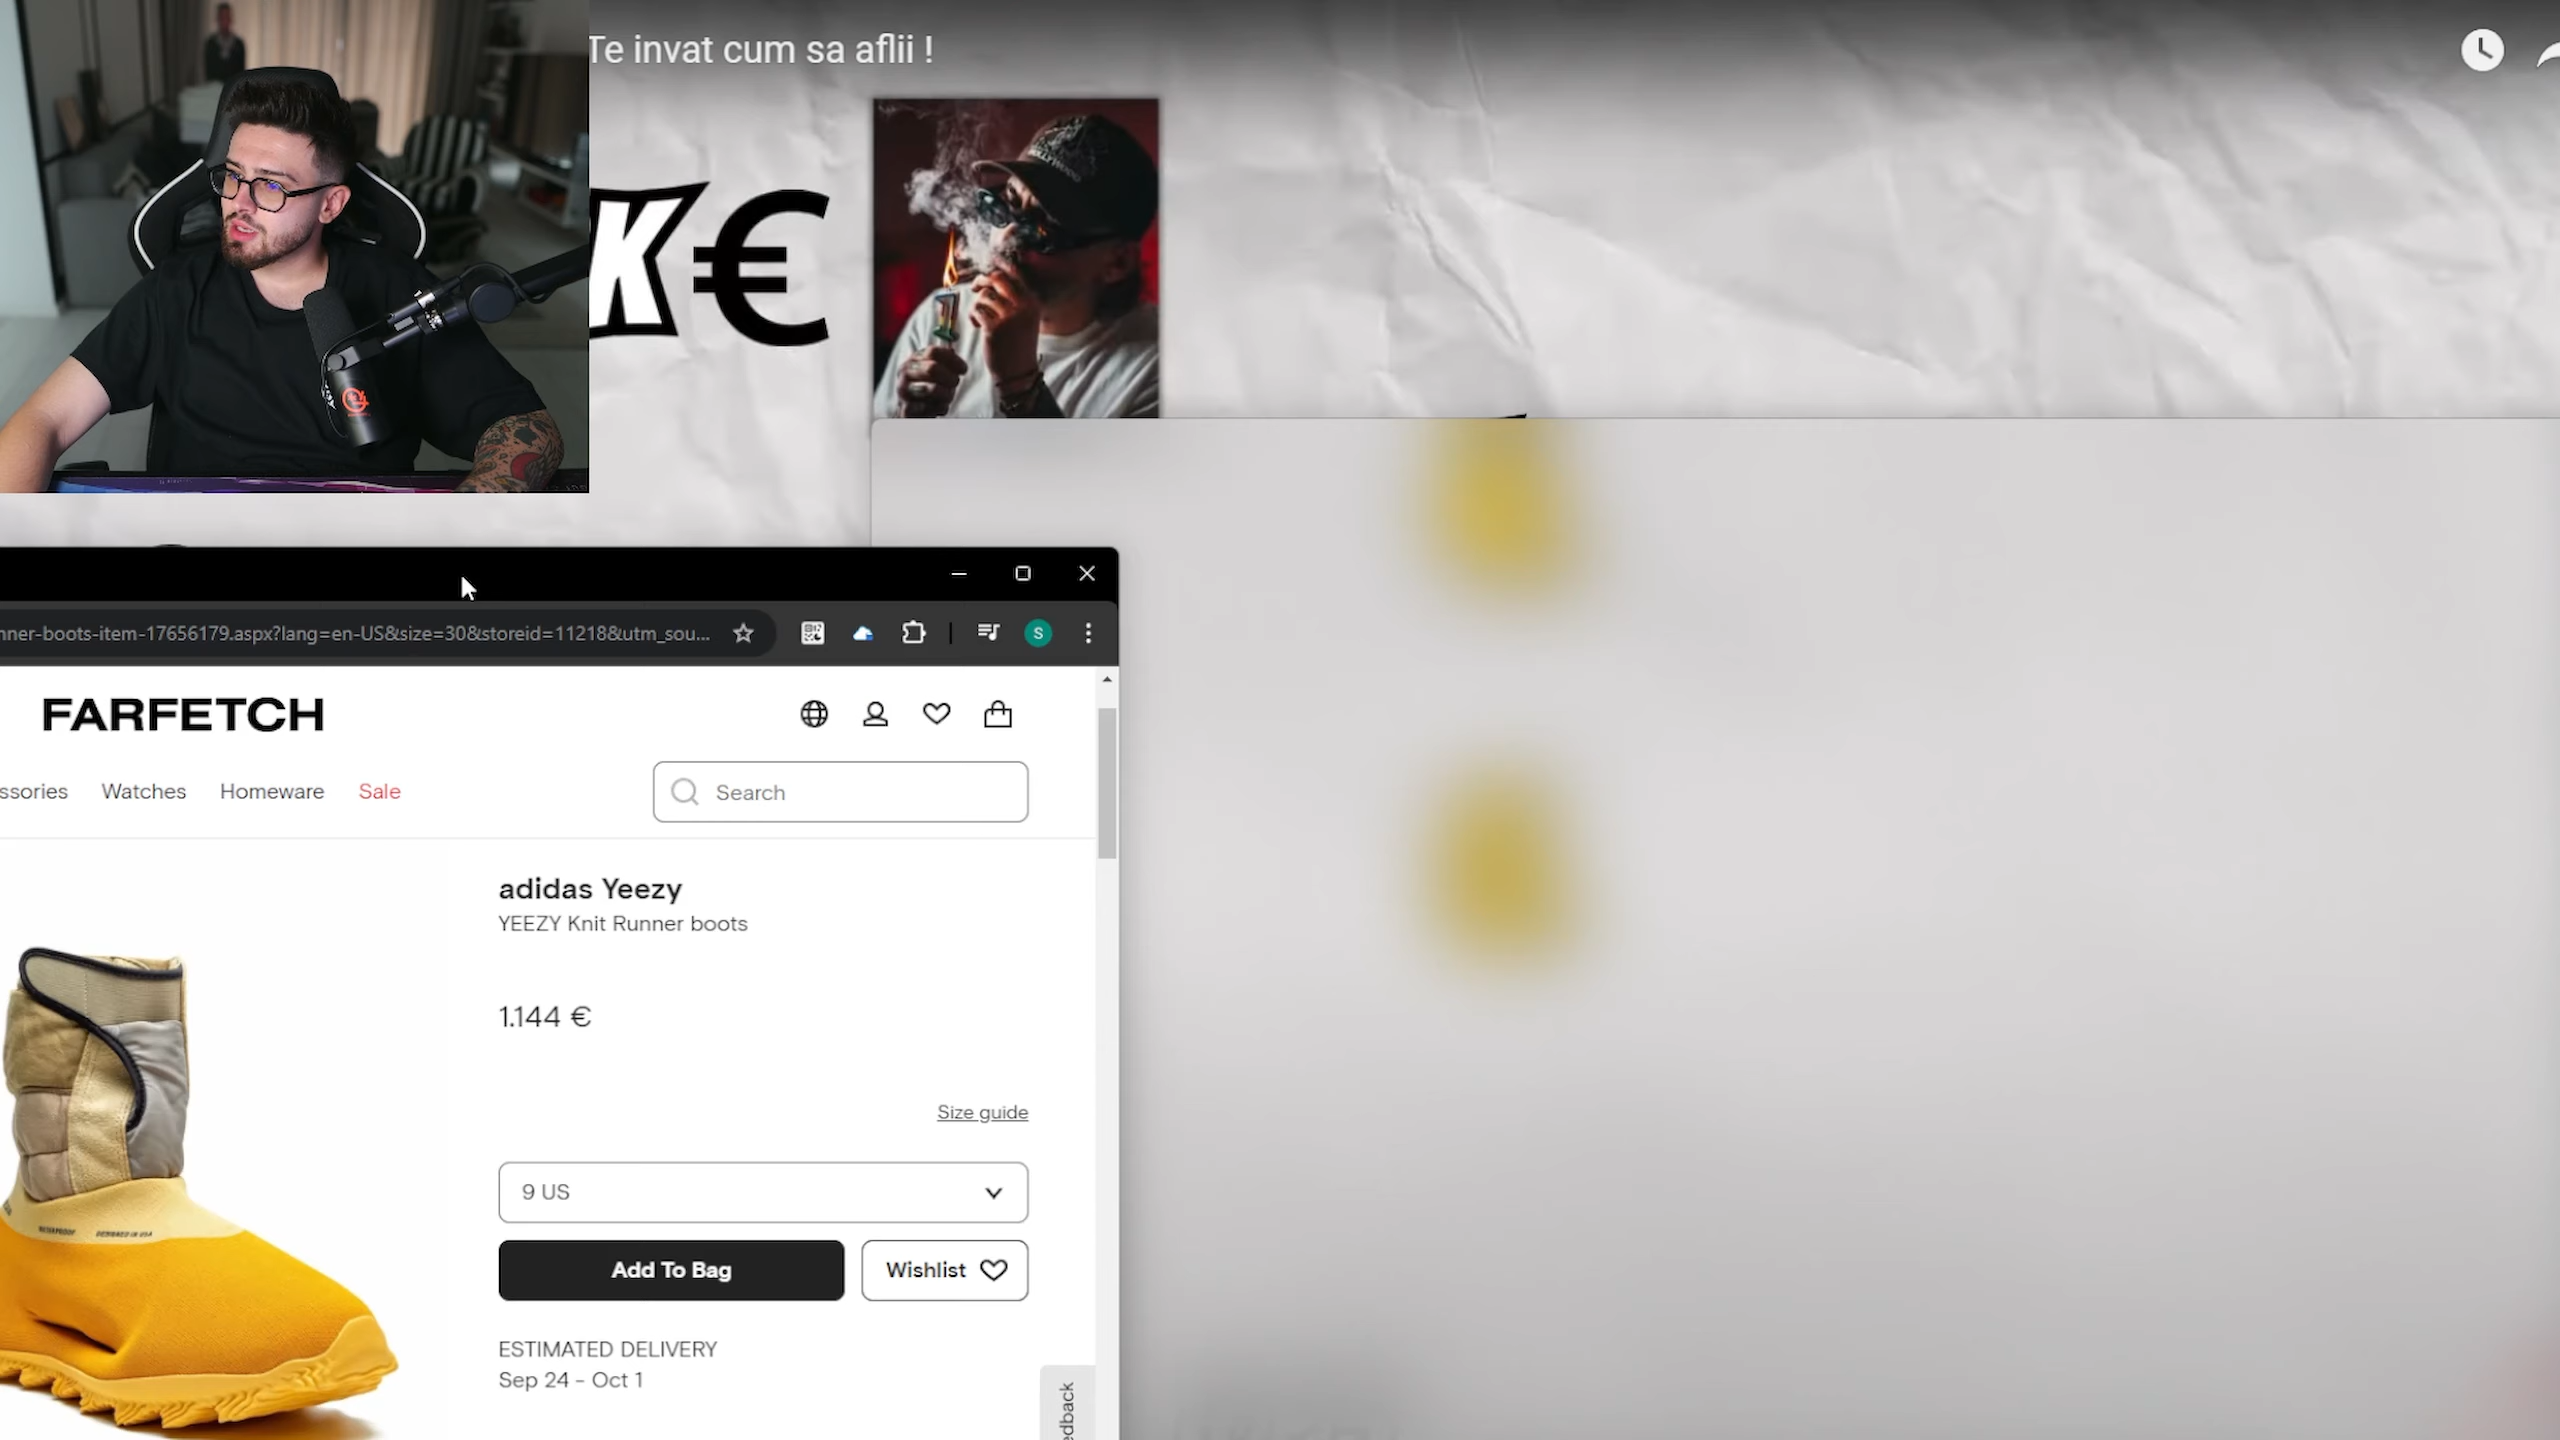 Te invat cum sa aflii !
K€
nner-boots-item-17656179.aspx?lang=en-US&size=30&storeid=11218&utm_sou...
S
FARFETCH
ssories Watches Homeware Sale
Search
adidas Yeezy
YEEZY Knit Runner boots
1.144 €
Size guide
9 US
Add To Bag
Wishlist
ESTIMATED DELIVERY
Sep 24 - Oct 1
edback